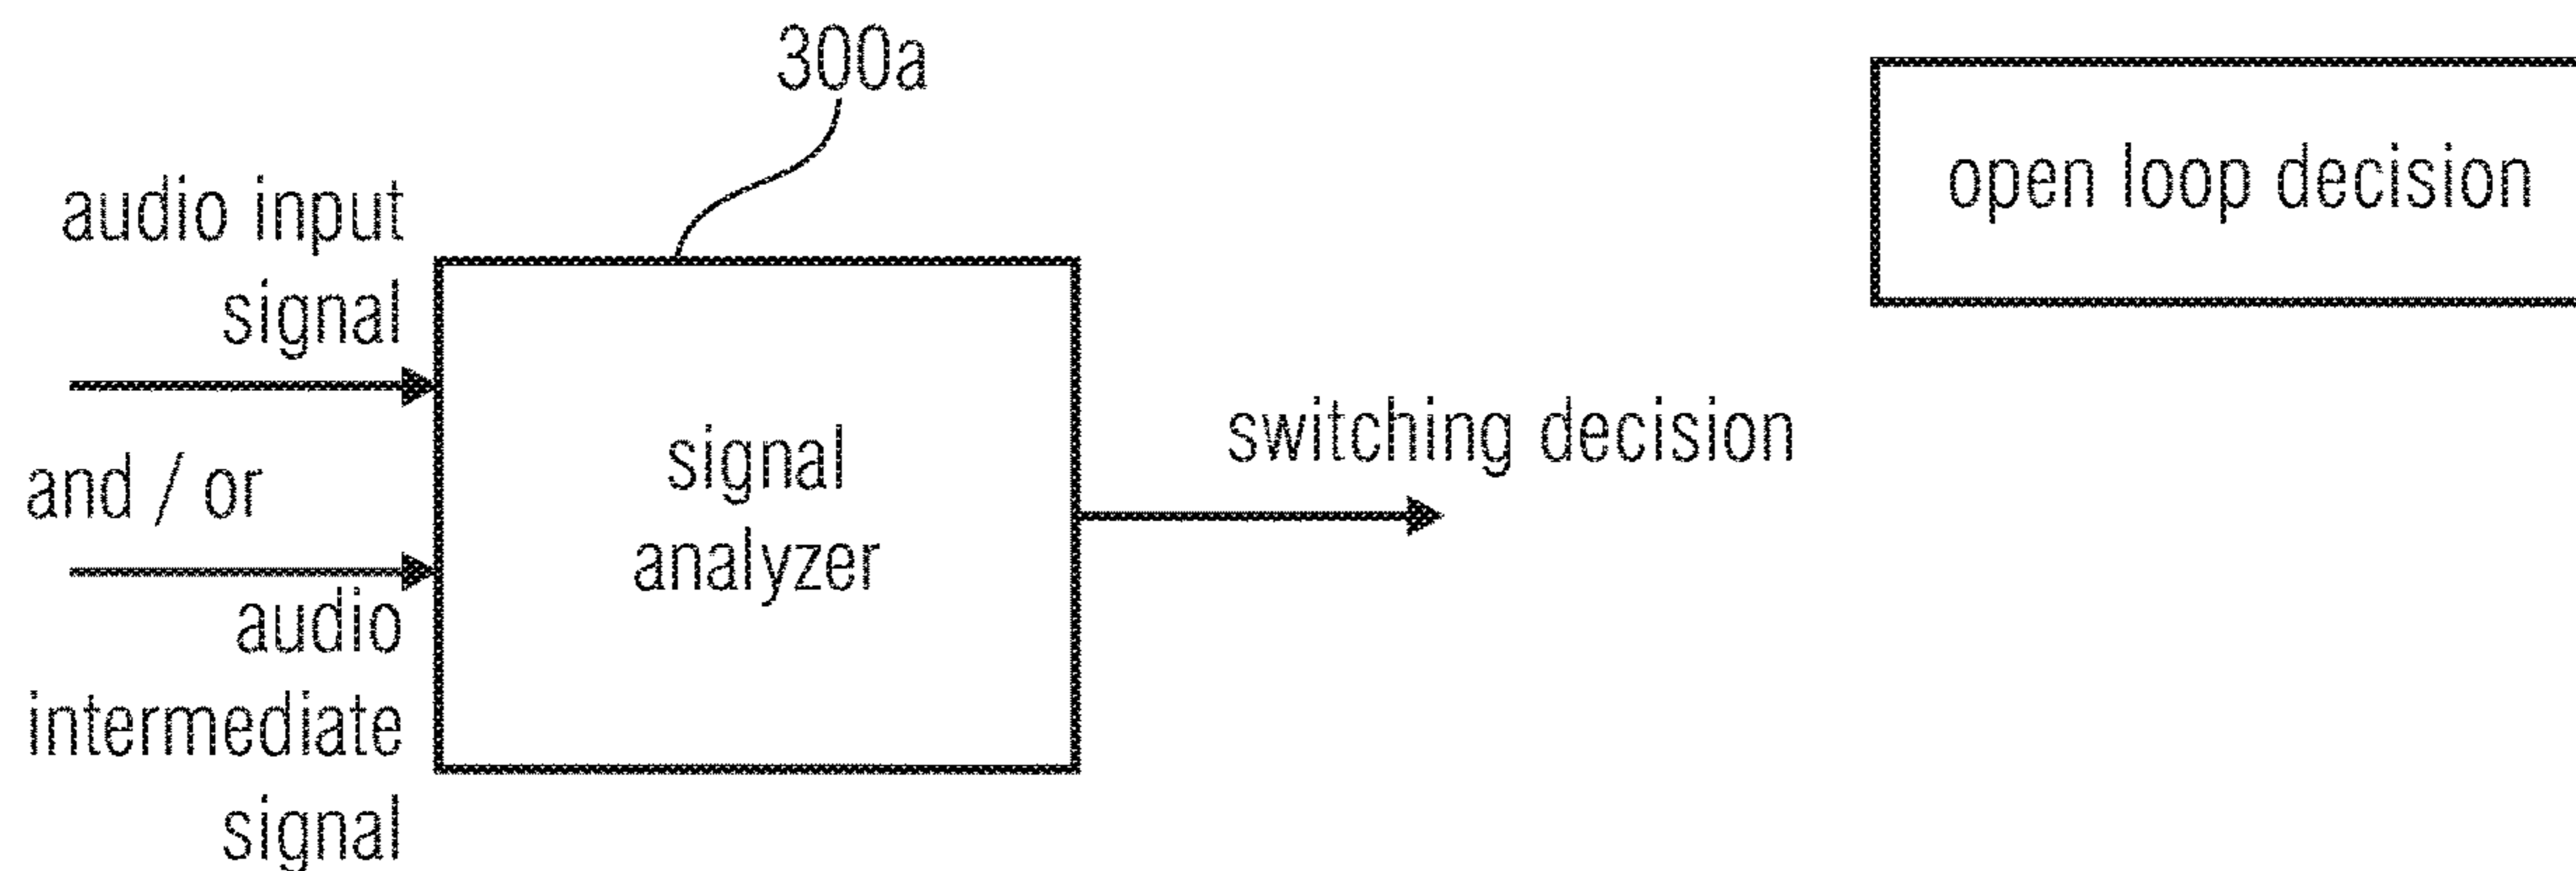 300a
open loop decision
audio input
signal
and / or
audio
intermediate
signal
signal
analyzer
switching decision